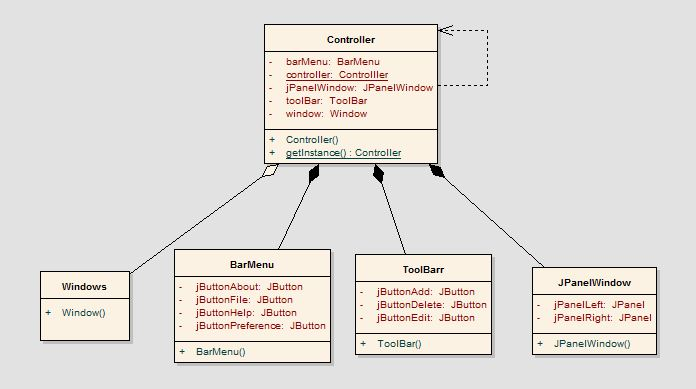 Controller
- barMenu: BarMenu
- controller: Controlller
- jPanelWindow: JPanelWindow
- toolBar: ToolBar
- window: Window
+ Controller()
+ getInstance() : Controller
Windows
+ Window()
BarMenu
- jButtonAbout: JButton
- jButtonFile: JButton
- jButtonHelp: JButton
- jButtonPreference: JButton
+ BarMenu()
ToolBarr
- jButtonAdd: JButton
- jButtonDelete: JButton
- jButtonEdit: JButton
+ ToolBar()
JPanelWindow
- jPanelLeft: JPanel
- jPanelRight: JPanel
+ JPanelWindow()